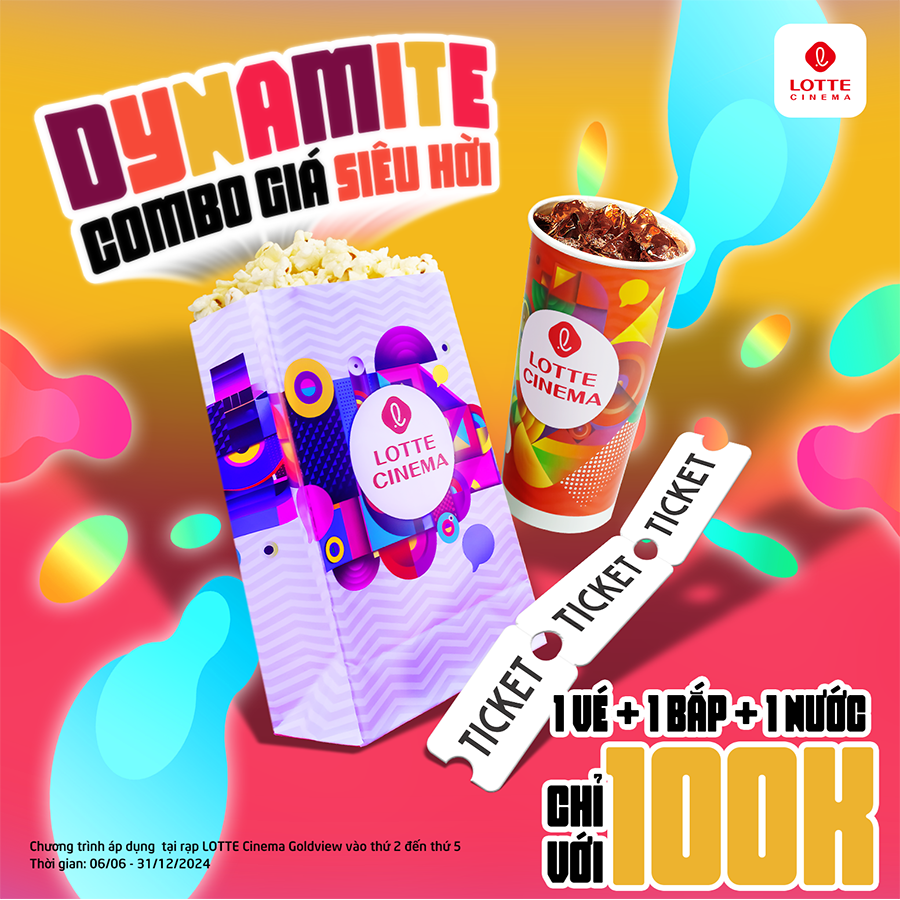 DYNAMITE
COMBO GIÁ SIÊU HỜI
LOTTE
CINEMA
LOTTE
CINEMA
LOTTE
CINEMA
TICKET
TICKET
TICKET
1 VÉ + 1 BẮP + 1 NƯỚC
CHỈ
VỚI
100K
Chương trình áp dụng tại rạp LOTTE Cinema Goldview vào thứ 2 đến thứ 5
Thời gian: 06/06 - 31/12/2024